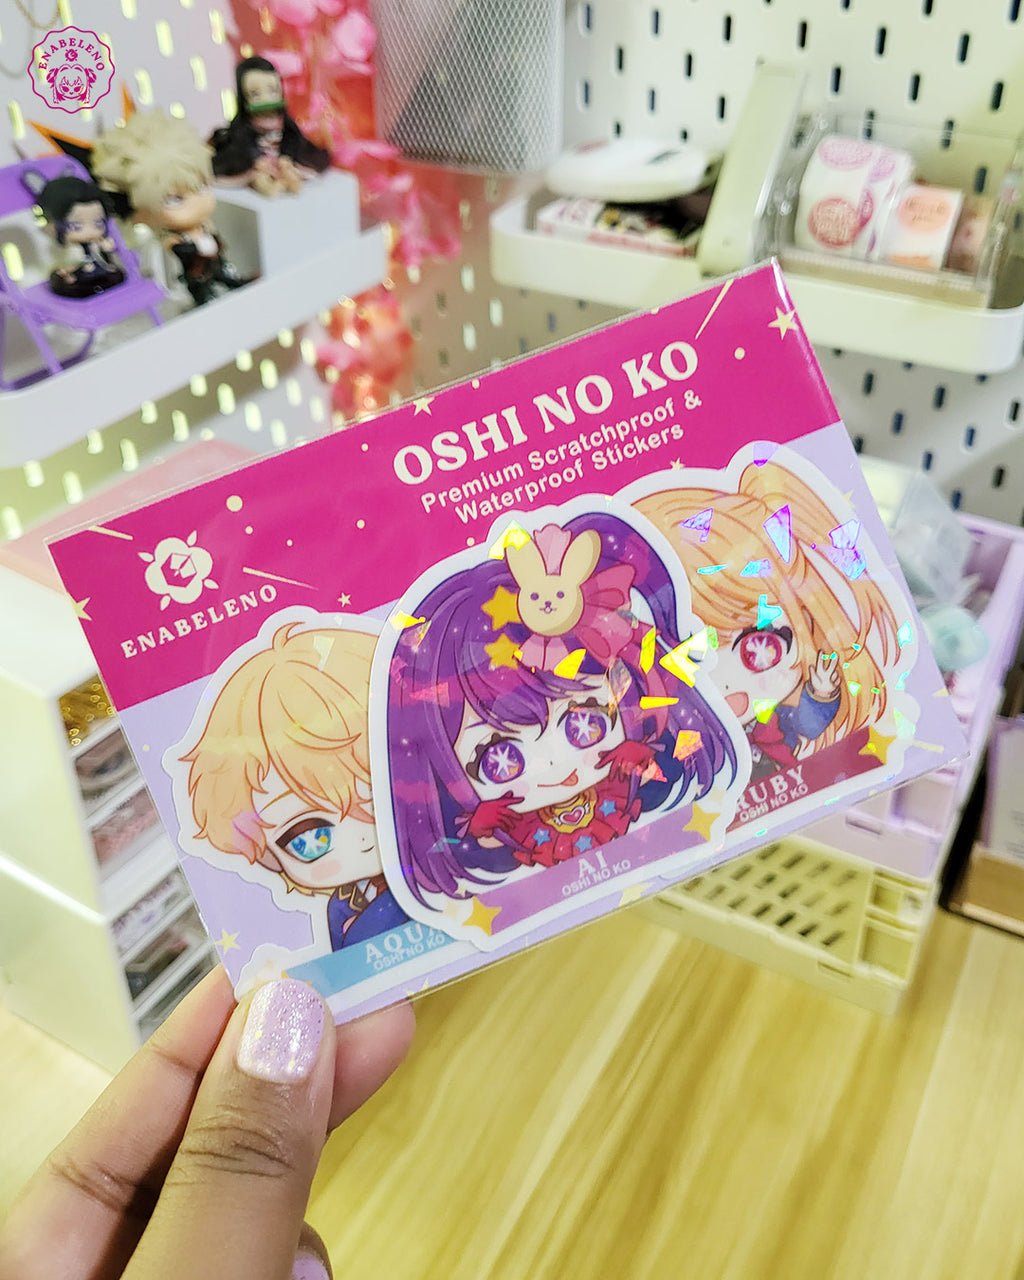 ENABELENO
OSHI NO KO
Premium Scratchproof &
Waterproof Stickers
ENABELENO
AQUA
OSHI NO KO
AI
OSHI NO KO
RUBY
OSHI NO KO